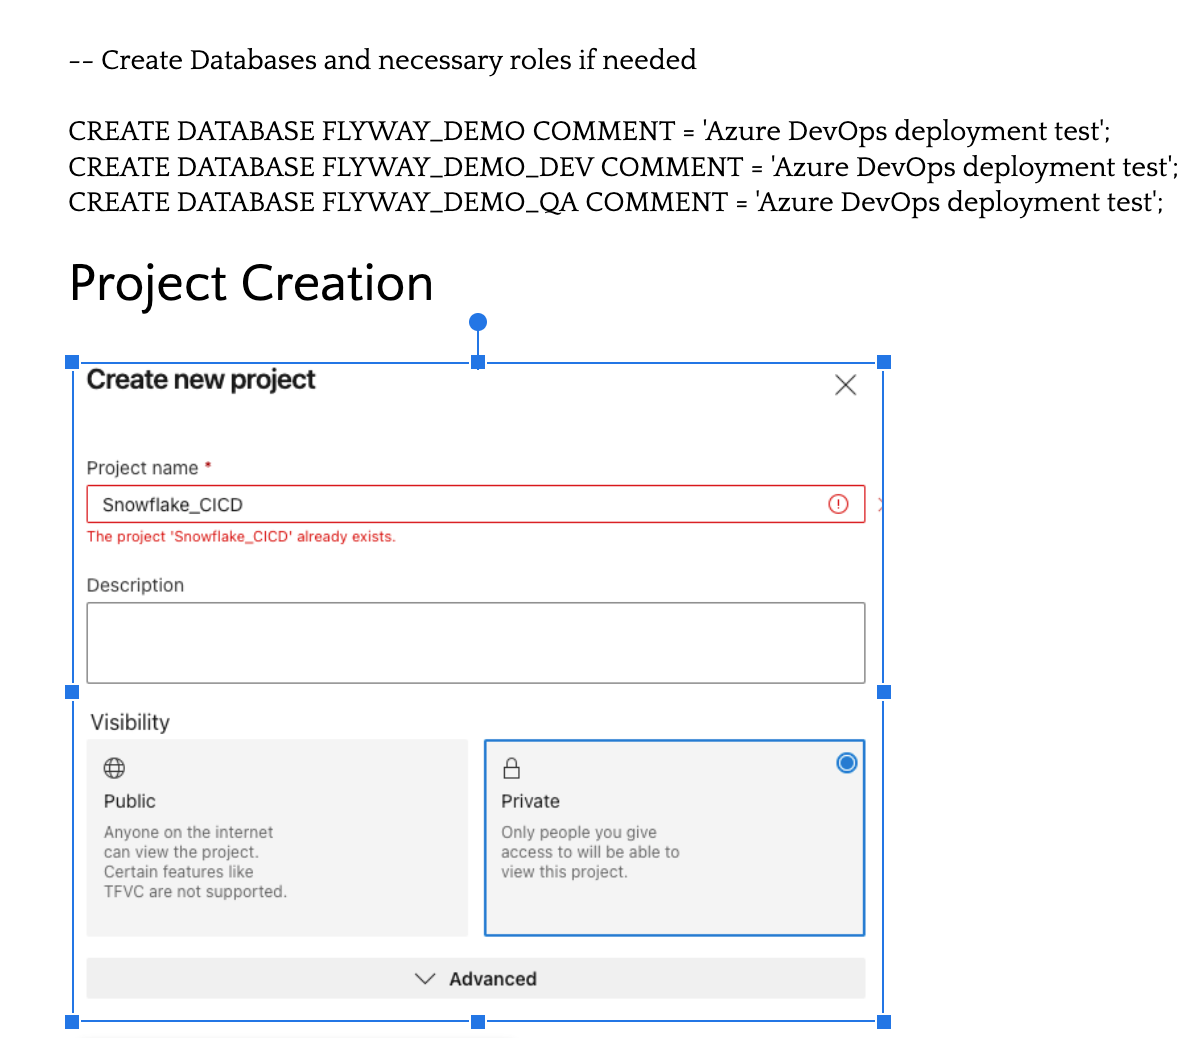 -- Create Databases and necessary roles if needed
CREATE DATABASE FLYWAY_DEMO COMMENT = 'Azure DevOps deployment test';
CREATE DATABASE FLYWAY_DEMO_DEV COMMENT = 'Azure DevOps deployment test';
CREATE DATABASE FLYWAY_DEMO_QA COMMENT = 'Azure DevOps deployment test';
Project Creation
Create new project
Project name *
Snowflake_CICD
The project 'Snowflake_CICD' already exists.
Description
Visibility
Public
Anyone on the internet
can view the project.
Certain features like
TFVC are not supported.
Private
Only people you give
access to will be able to
view this project.
Advanced